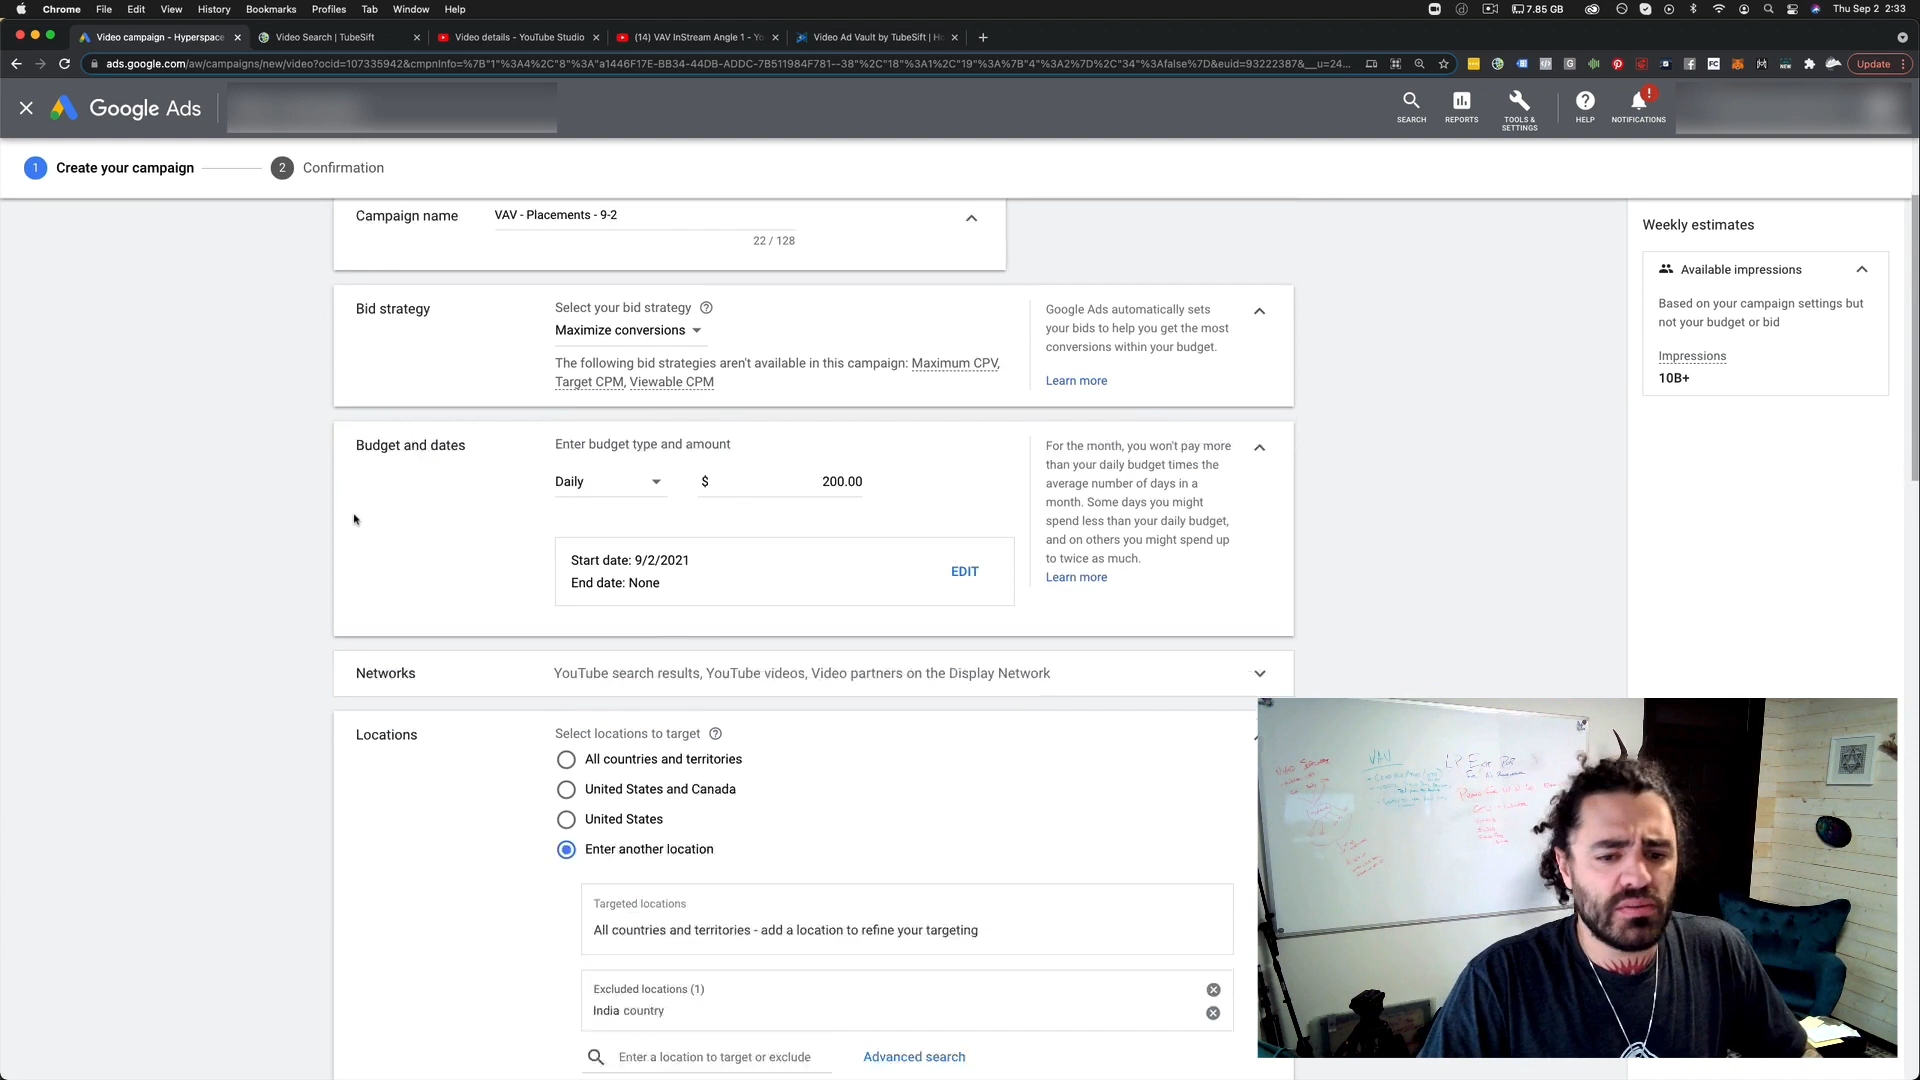 Chrome File Edit View History Bookmarks Profiles Tab Window Help
7.85 GB
Thu Sep 2 2:33
Video campaign - Hyperspace
Video Search | TubeSift
Video details - YouTube Studio
(14) VAV InStream Angle 1 - Yo
Video Ad Vault by TubeSift | Ho
ads.google.com/aw/campaigns/new/video?ocid=107335942&cmpnInfo=%7B"1"%3A4%2C"8"%3A"a1446F17E-BB34-44DB-ADDC-7B511984F781--38"%2C"18"%3A1%2C"19"%3A%7B"4"%3A2%7D%2C"34"%3Afalse%7D&euid=93222387&__u=24...
Update
Google Ads
SEARCH
REPORTS
TOOLS &
SETTINGS
HELP
NOTIFICATIONS
1 Create your campaign
2 Confirmation
Campaign name
VAV - Placements - 9-2
22 / 128
Bid strategy
Select your bid strategy
Maximize conversions
The following bid strategies aren't available in this campaign: Maximum CPV,
Target CPM, Viewable CPM
Google Ads automatically sets
your bids to help you get the most
conversions within your budget.
Learn more
Budget and dates
Enter budget type and amount
Daily
$ 200.00
Start date: 9/2/2021
End date: None
EDIT
For the month, you won't pay more
than your daily budget times the
average number of days in a
month. Some days you might
spend less than your daily budget,
and on others you might spend up
to twice as much.
Learn more
Networks
YouTube search results, YouTube videos, Video partners on the Display Network
Locations
Select locations to target
All countries and territories
United States and Canada
United States
Enter another location
Targeted locations
All countries and territories - add a location to refine your targeting
Excluded locations (1)
India country
Enter a location to target or exclude
Advanced search
Weekly estimates
Available impressions
Based on your campaign settings but
not your budget or bid
Impressions
10B+
VAV